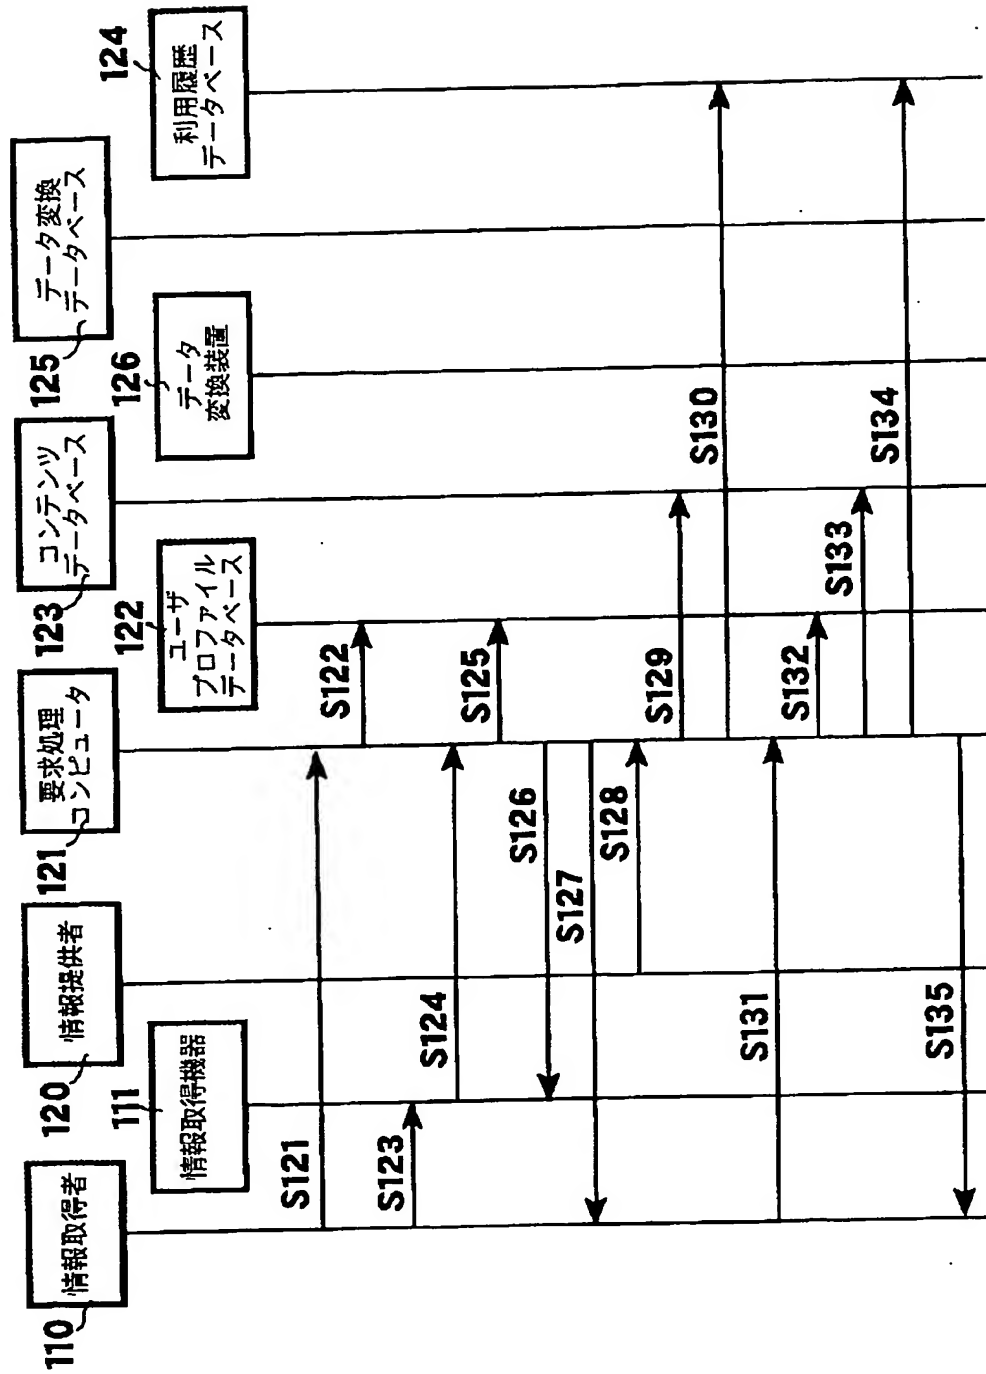 110
情報取得者
111
情報取得機器
120
情報提供者
121
要求処理
コンピュータ
122
ユーザ
プロファイル
データベース
123
コンテンツ
データベース
126
データ
変換装置
125
データ変換
データベース
124
利用履歴
データベース
S121
S122
S123
S124
S125
S126
S127
S128
S129
S130
S131
S132
S133
S134
S135